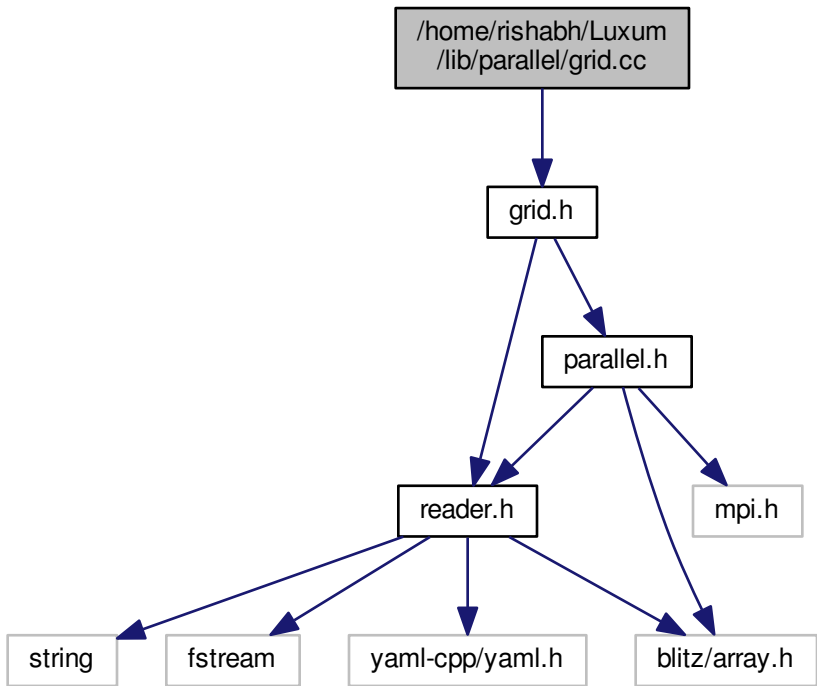 /home/rishabh/Luxum
/lib/parallel/grid.cc
grid.h
parallel.h
reader.h
mpi.h
string
fstream
yaml-cpp/yaml.h
blitz/array.h